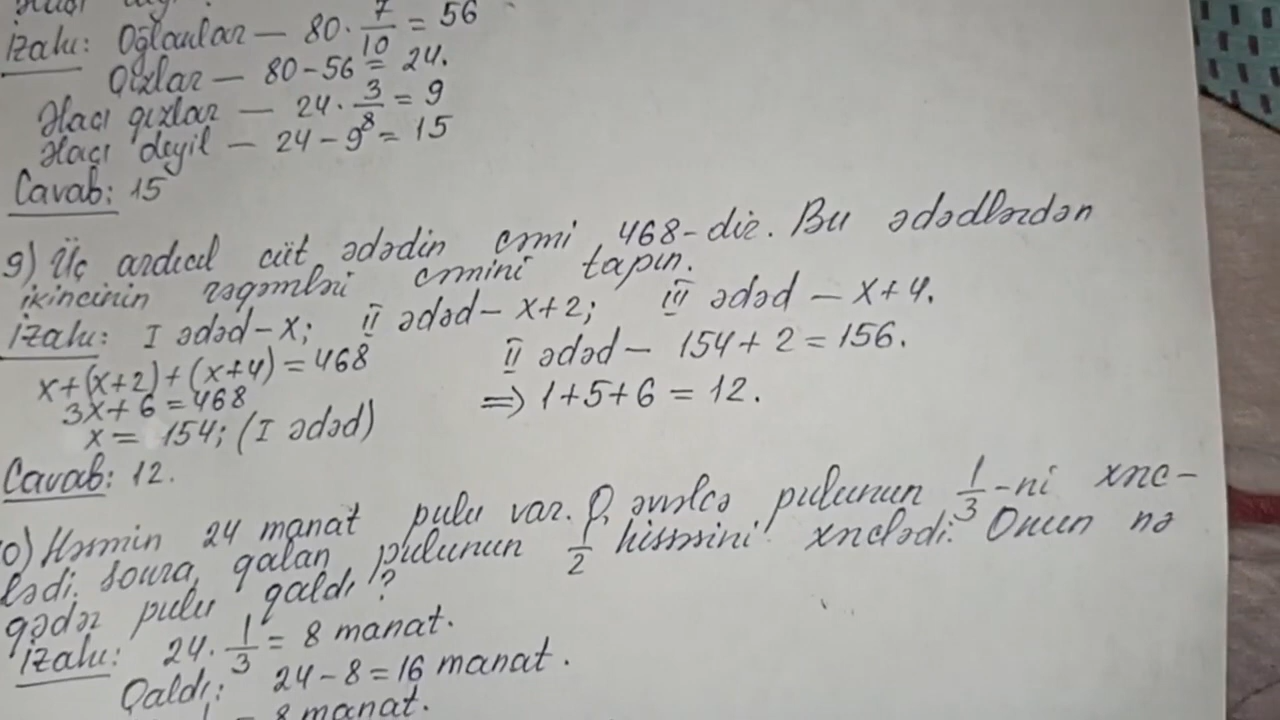 İzahı: Oğlanlar — 80 · 7/10 = 56
Qızlar — 80 - 56 = 24.
Əlaçı qızlar — 24 · 3/8 = 9
Əlaçı deyil — 24 - 9 = 15
Cavab: 15
9) Üç ardıcıl cüt ədədin cəmi 468-dir. Bu ədədlərdən
ikincinin rəqəmləri cəmini tapın.
İzahı: I ədəd - x; II ədəd - x + 2; III ədəd — x + 4.
x + (x + 2) + (x + 4) = 468 II ədəd — 154 + 2 = 156.
3x + 6 = 468 ⇒ 1 + 5 + 6 = 12.
x = 154; (I ədəd)
Cavab: 12.
0) Həsmin 24 manat pulu var. O, əvvəlcə pulunun 1/3-ni xərc-
lədi. Sonra, qalan pulunun 1/2 hissəsini xərclədi. Onun nə
qədər pulu qaldı?
İzahı: 24 · 1/3 = 8 manat.
Qaldı: 24 - 8 = 16 manat.
= 8 manat.